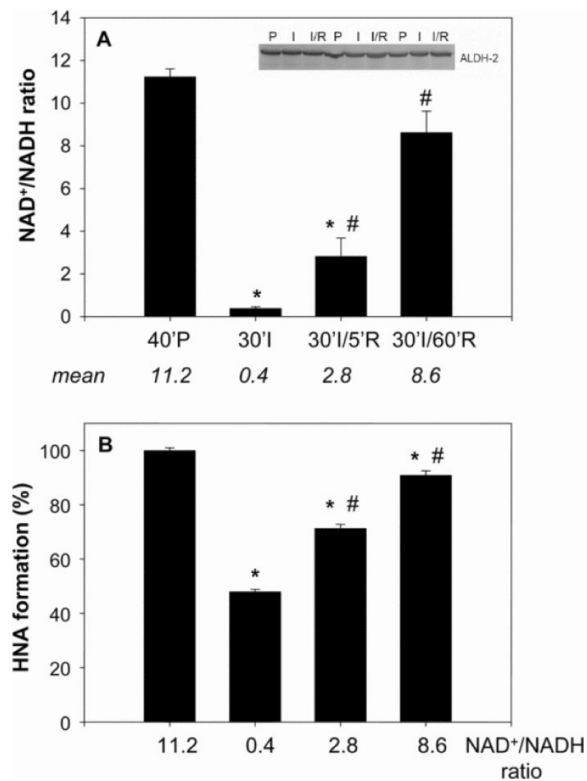 A
P I I/R P I I/R P I I/R
ALDH-2
NAD⁺/NADH ratio
14
12
10
8
6
4
2
0
*
* #
#
40'P 30'I 30'I/5'R 30'I/60'R
mean 11.2 0.4 2.8 8.6
B
HNA formation (%)
100
80
60
40
20
0
*
* #
* #
11.2 0.4 2.8 8.6 NAD⁺/NADH
ratio